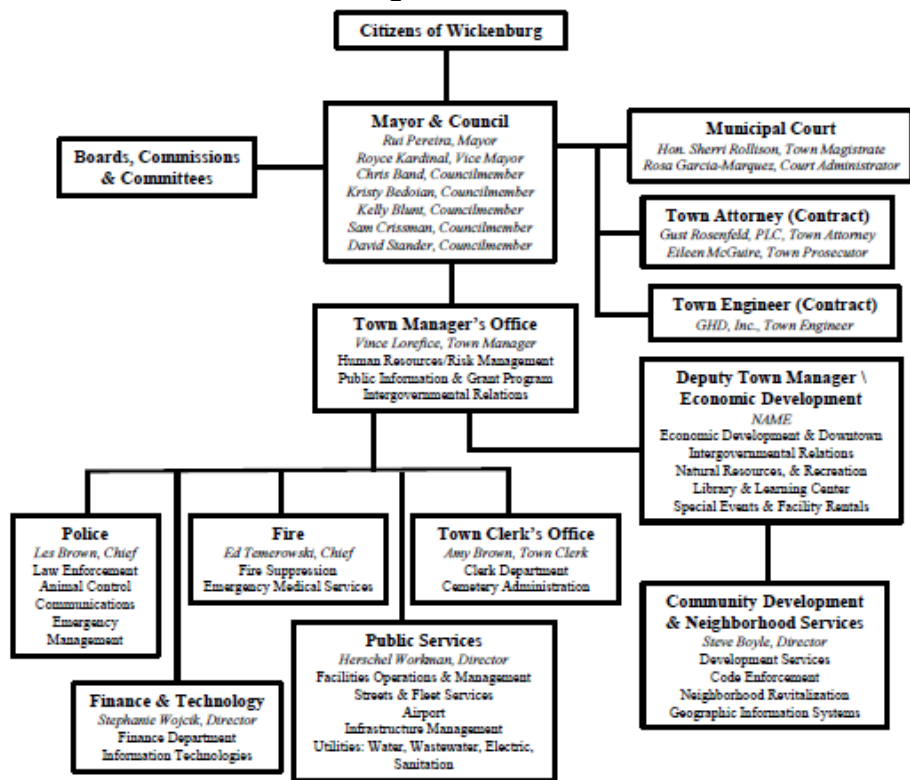 Citizens of Wickenburg
Mayor & Council
Rui Pereira, Mayor
Royce Kardinal, Vice Mayor
Chris Band, Councilmember
Kristy Bedoian, Councilmember
Kelly Blunt, Councilmember
Sam Crissman, Councilmember
David Stander, Councilmember
Boards, Commissions
& Committees
Municipal Court
Hon. Sherri Rollison, Town Magistrate
Rosa Garcia-Marquez, Court Administrator
Town Attorney (Contract)
Gust Rosenfeld, PLC, Town Attorney
Eileen McGuire, Town Prosecutor
Town Engineer (Contract)
GHD, Inc., Town Engineer
Town Manager's Office
Vince Lorefice, Town Manager
Human Resources/Risk Management
Public Information & Grant Program
Intergovernmental Relations
Deputy Town Manager \
Economic Development
NAME
Economic Development & Downtown
Intergovernmental Relations
Natural Resources, & Recreation
Library & Learning Center
Special Events & Facility Rentals
Police
Les Brown, Chief
Law Enforcement
Animal Control
Communications
Emergency
Management
Fire
Ed Temerowski, Chief
Fire Suppression
Emergency Medical Services
Town Clerk's Office
Amy Brown, Town Clerk
Clerk Department
Cemetery Administration
Community Development
& Neighborhood Services
Steve Boyle, Director
Development Services
Code Enforcement
Neighborhood Revitalization
Geographic Information Systems
Finance & Technology
Stephanie Wojcik, Director
Finance Department
Information Technologies
Public Services
Herschel Workman, Director
Facilities Operations & Management
Streets & Fleet Services
Airport
Infrastructure Management
Utilities: Water, Wastewater, Electric,
Sanitation